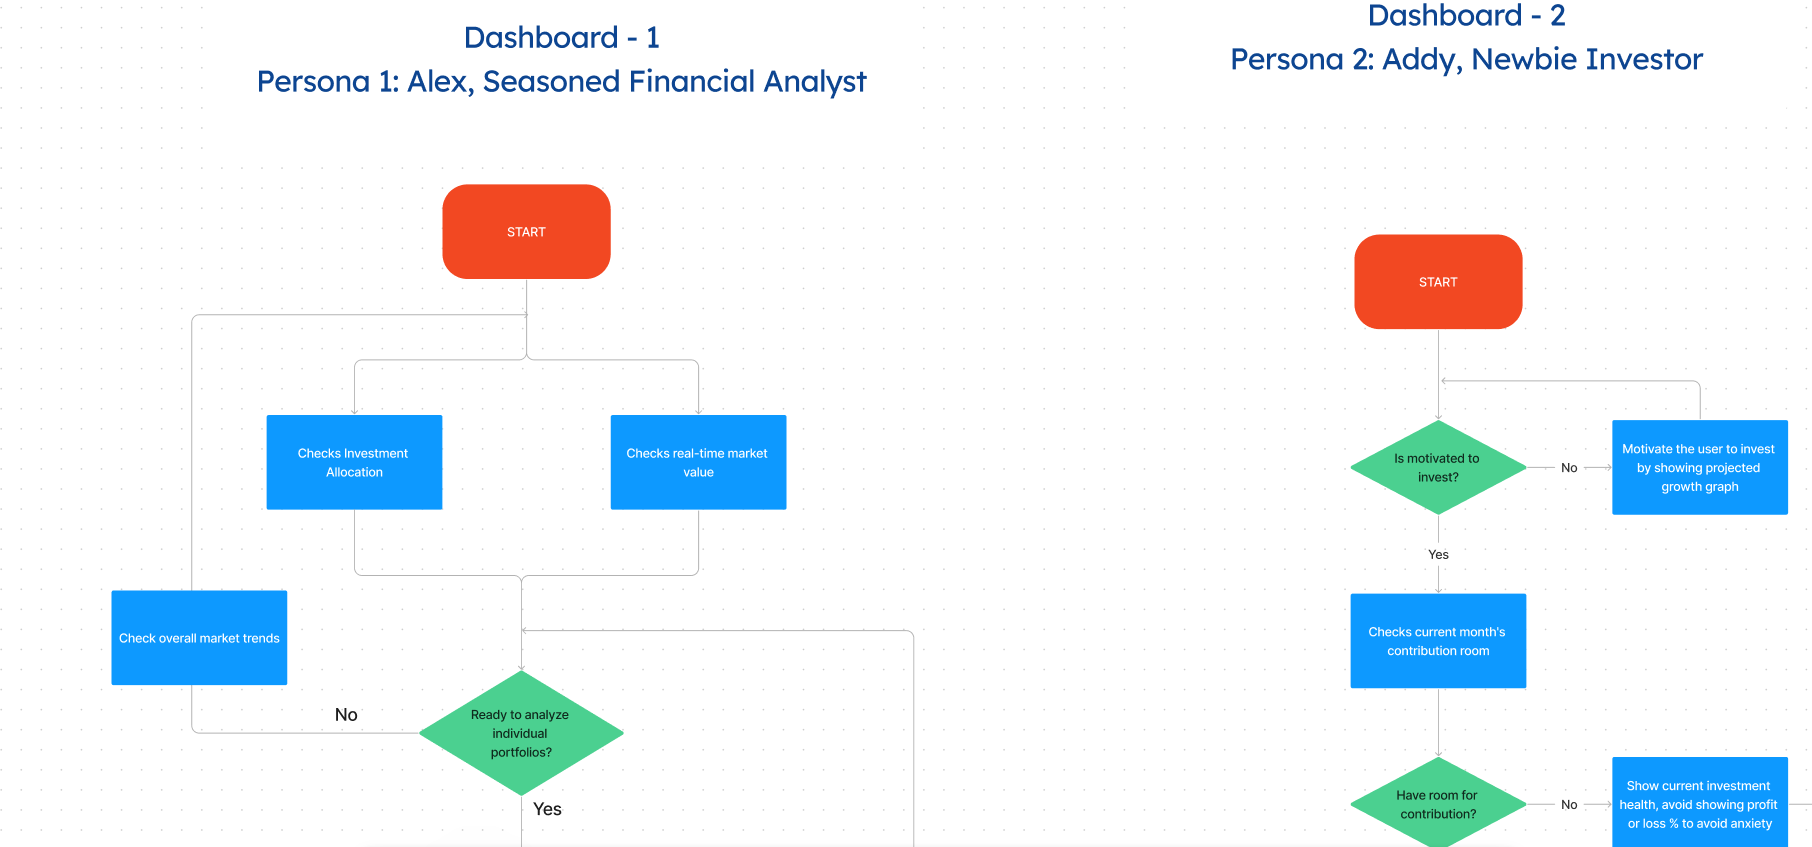 Dashboard - 1
Persona 1: Alex, Seasoned Financial Analyst
START
Checks Investment
Allocation
Checks real-time market
value
Check overall market trends
No
Ready to analyze
individual
portfolios?
Yes
Dashboard - 2
Persona 2: Addy, Newbie Investor
START
Is motivated to
invest?
No
Motivate the user to invest
by showing projected
growth graph
Yes
Checks current month's
contribution room
Have room for
contribution?
No
Show current investment
health, avoid showing profit
or loss % to avoid anxiety